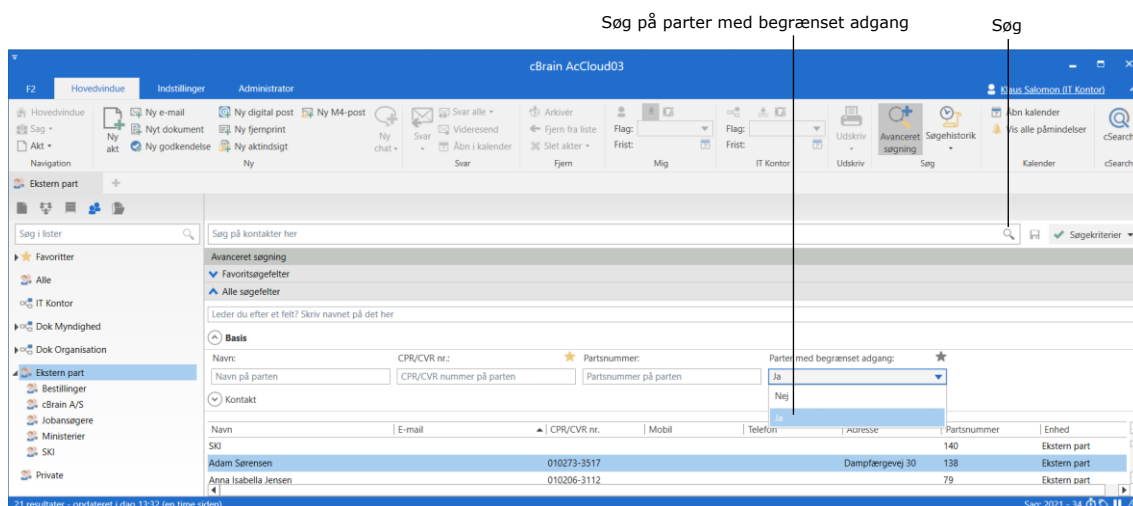 Søg på parter med begrænset adgang
Søg
cBrain AcCloud03
F2 Hovedvindue Indstillinger Administrator
Klaus Salomon (IT Kontor)
Hovedvindue
Sag
Akt
Navigation
Ny akt
Ny e-mail
Nyt dokument
Ny godkendelse
Ny digital post
Ny fjernprint
Ny aktindsigt
Ny M4-post
Ny chat
Ny
Svar
Svar alle
Videresend
Åbn i kalender
Svar
Arkivér
Fjern fra liste
Slet akter
Fjern
Flag:
Frist:
Mig
Flag:
Frist:
IT Kontor
Udskriv
Udskriv
Avanceret søgning
Søgehistorik
Søg
Åbn kalender
Vis alle påmindelser
Kalender
cSearch
cSearch
Ekstern part
Søg i lister
Søg på kontakter her
Søgekriterier
Favoritter
Alle
IT Kontor
Dok Myndighed
Dok Organisation
Ekstern part
Bestillinger
cBrain A/S
Jobansøgere
Ministerier
SKI
Private
Avanceret søgning
Favoritsøgefelter
Alle søgefelter
Leder du efter et felt? Skriv navnet på det her
Basis
Navn: CPR/CVR nr.: Partsnummer: Parter med begrænset adgang:
Navn på parten CPR/CVR nummer på parten Partsnummer på parten Ja
Nej
Ja
Kontakt
Navn E-mail CPR/CVR nr. Mobil Telefon Adresse Partsnummer Enhed
SKI 140 Ekstern part
Adam Sørensen 010273-3517 Dampfærgevej 30 138 Ekstern part
Anna Isabella Jensen 010206-3112 79 Ekstern part
21 resultater - opdateret i dag 13:32 (en time siden)
Sag: 2021 - 34